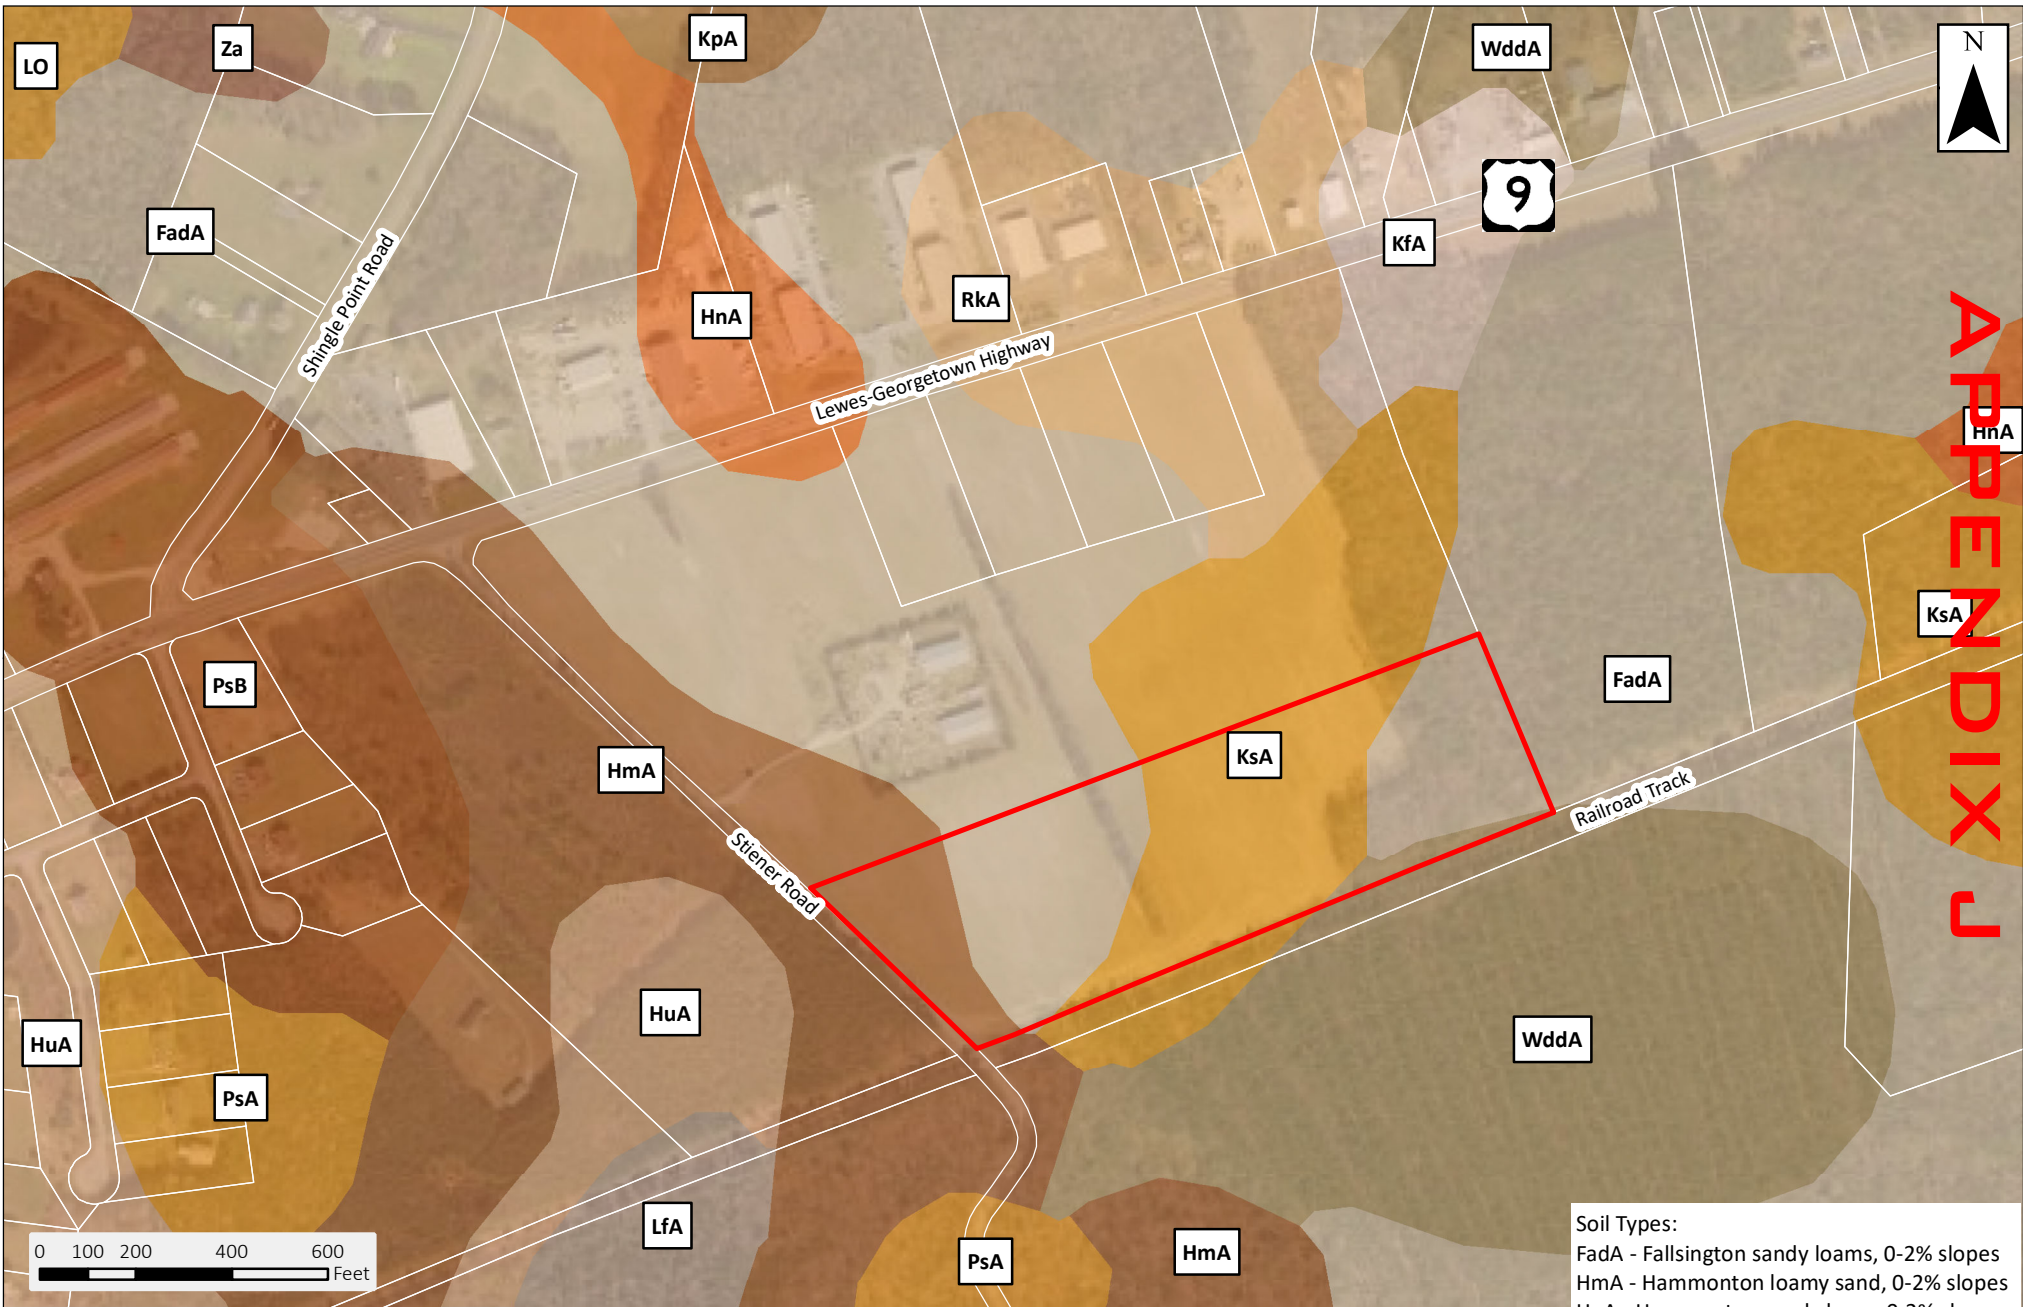 LO
Za
KpA
WddA
N
9
FadA
KfA
RkA
HnA
Shingle Point Road
Lewes-Georgetown Highway
HnA
APPENDIX J
KsA
FadA
PsB
HmA
KsA
Railroad Track
Stiener Road
HuA
HuA
WddA
PsA
LfA
PsA
HmA
0 100 200 400 600
Feet
Soil Types:
FadA - Fallsington sandy loams, 0-2% slopes
HmA - Hammonton loamy sand, 0-2% slopes